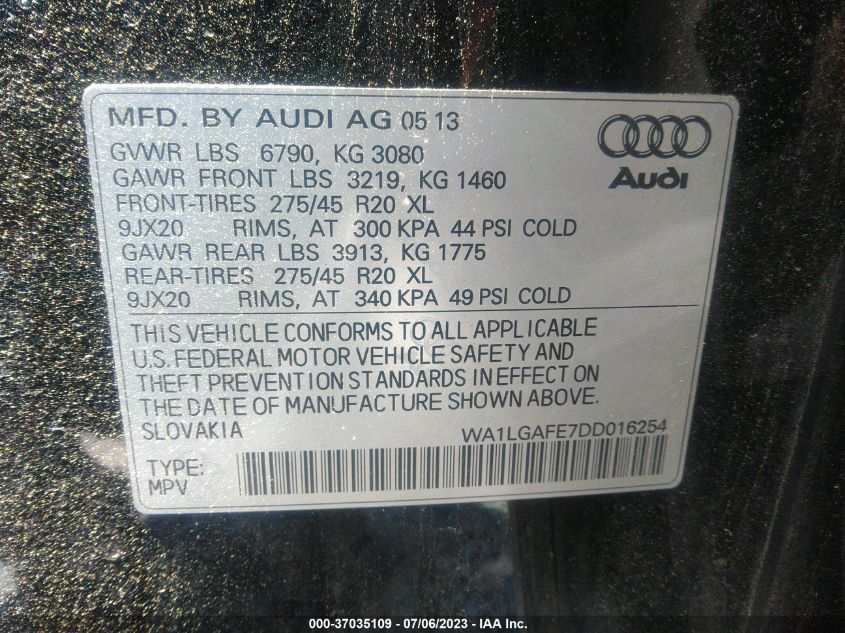 MFD. BY AUDI AG 05 13
GVWR LBS 6790, KG 3080
GAWR FRONT LBS 3219, KG 1460
FRONT-TIRES 275/45 R20 XL
9JX20 RIMS, AT 300 KPA 44 PSI COLD
GAWR REAR LBS 3913, KG 1775
REAR-TIRES 275/45 R20 XL
9JX20 RIMS, AT 340 KPA 49 PSI COLD
Audi
THIS VEHICLE CONFORMS TO ALL APPLICABLE
U.S. FEDERAL MOTOR VEHICLE SAFETY AND
THEFT PREVENTION STANDARDS IN EFFECT ON
THE DATE OF MANUFACTURE SHOWN ABOVE.
SLOVAKIA WA1LGAFE7DD016254
TYPE:
MPV
000-37035109 - 07/06/2023 - IAA Inc.